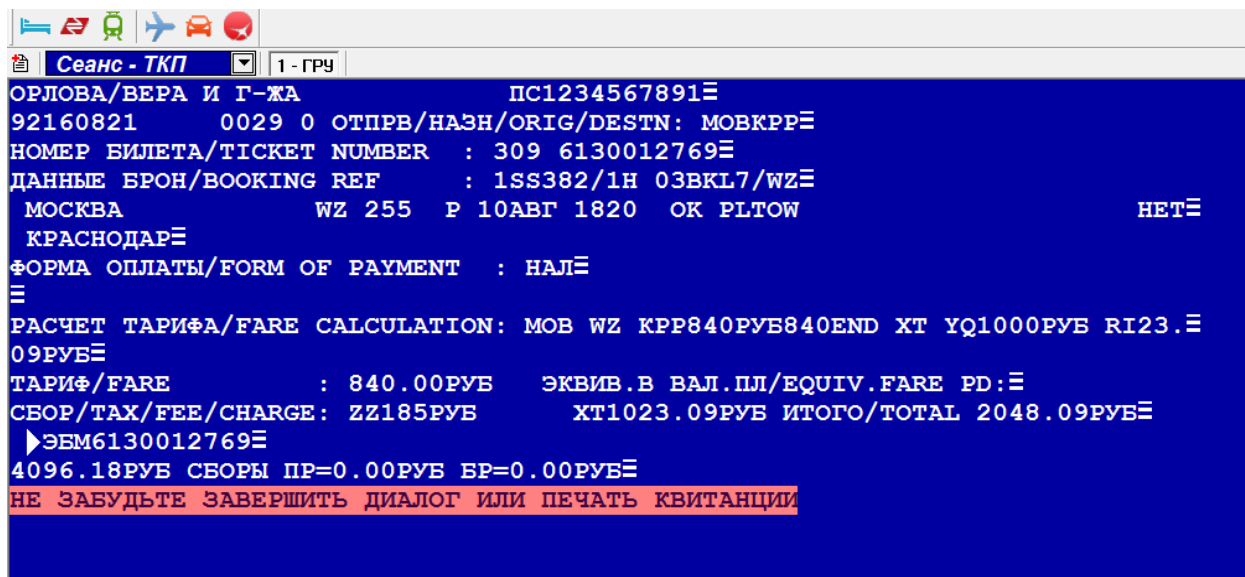 Сеанс - ТКП 1 - ГРУ
ОРЛОВА/ВЕРА И Г-ЖА ПС1234567891
92160821 0029 0 ОТПРВ/НАЗН/ORIG/DESTN: МОВКРР
НОМЕР БИЛЕТА/TICKET NUMBER : 309 6130012769
ДАННЫЕ БРОН/BOOKING REF : 1SS382/1H 03BKL7/WZ
МОСКВА WZ 255 P 10АВГ 1820 OK PLTOW НЕТ
КРАСНОДАР
ФОРМА ОПЛАТЫ/FORM OF PAYMENT : НАЛ
РАСЧЕТ ТАРИФА/FARE CALCULATION: МОВ WZ КРР840РУБ840END XT YQ1000РУБ RI23.
09РУБ
ТАРИФ/FARE : 840.00РУБ ЭКВИВ.В ВАЛ.ПЛ/EQUIV.FARE PD:
СБОР/TAX/FEE/CHARGE: ZZ185РУБ XT1023.09РУБ ИТОГО/TOTAL 2048.09РУБ
ЭБМ6130012769
4096.18РУБ СБОРЫ ПР=0.00РУБ БР=0.00РУБ
НЕ ЗАБУДЬТЕ ЗАВЕРШИТЬ ДИАЛОГ ИЛИ ПЕЧАТЬ КВИТАНЦИИ